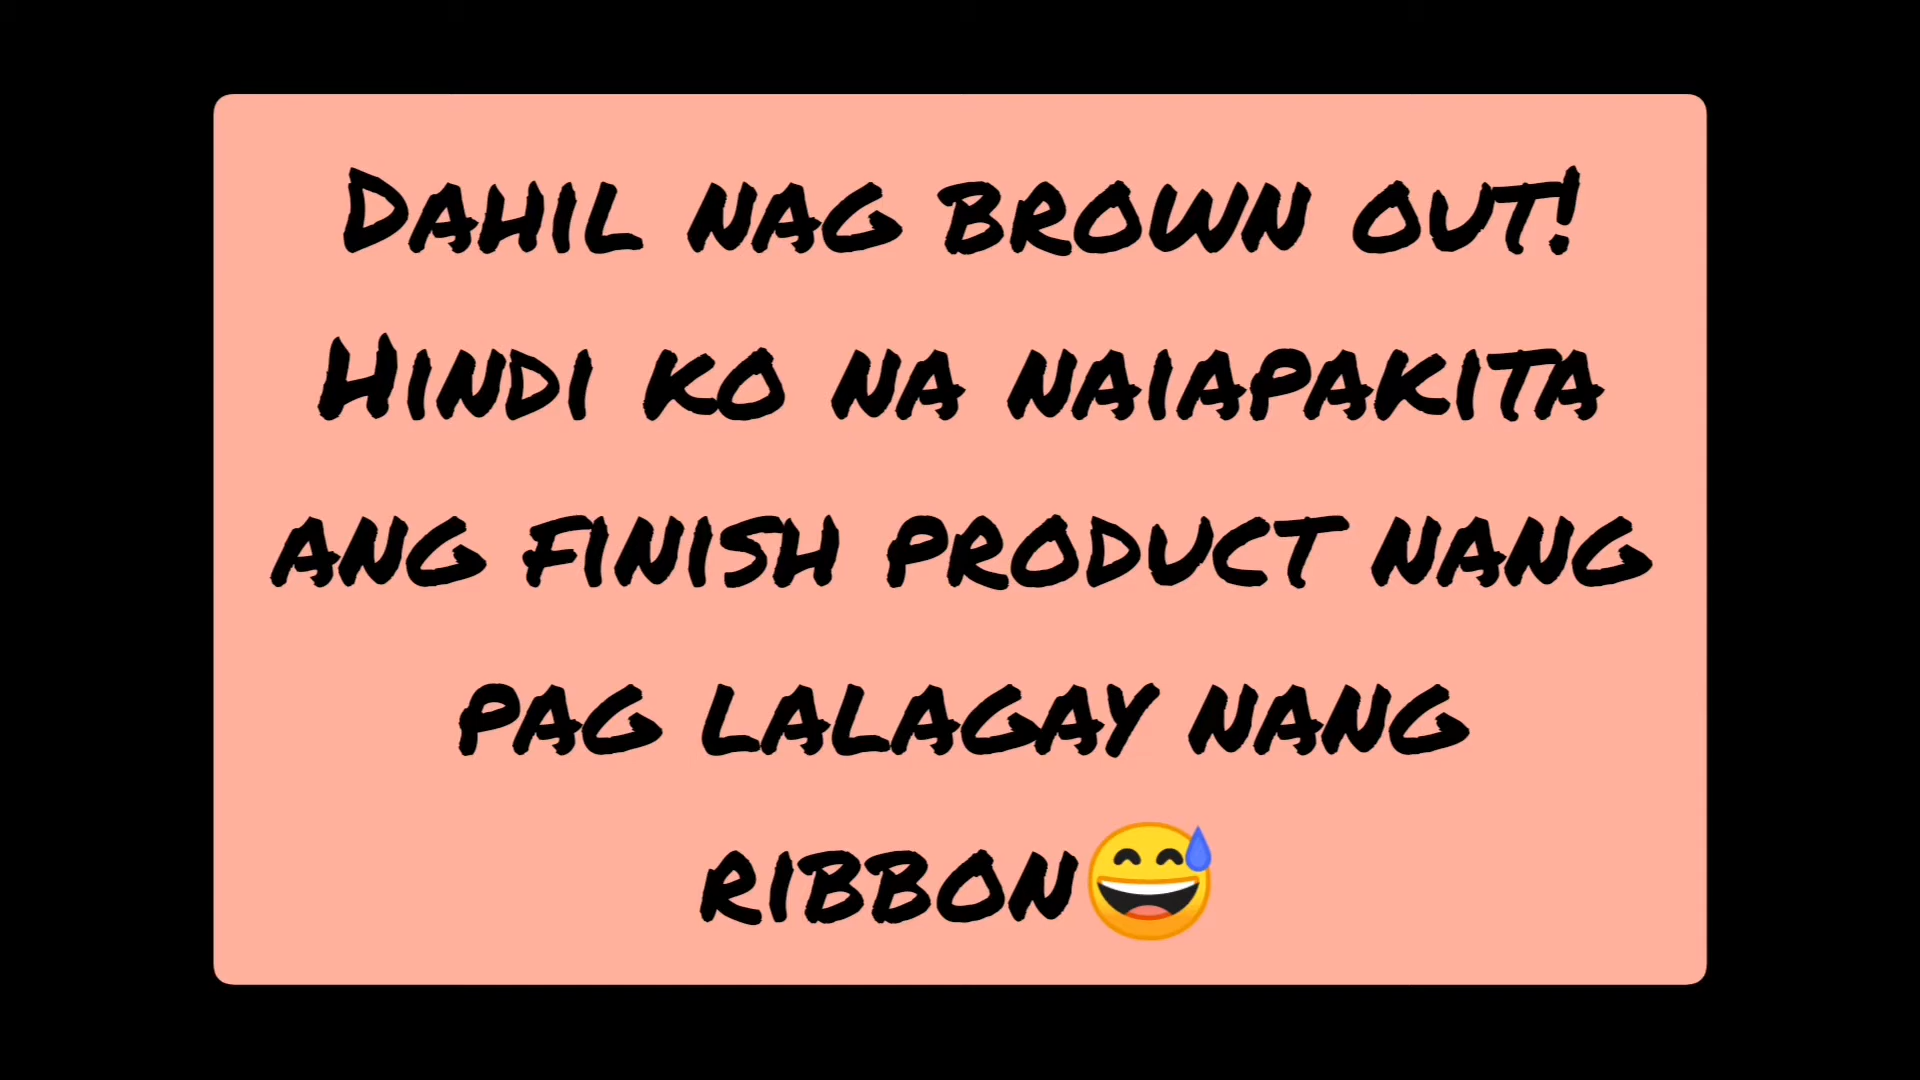 Dahil nag brown out!
Hindi ko na naiapakita
ang finish product nang
pag lalagay nang
ribbon😅